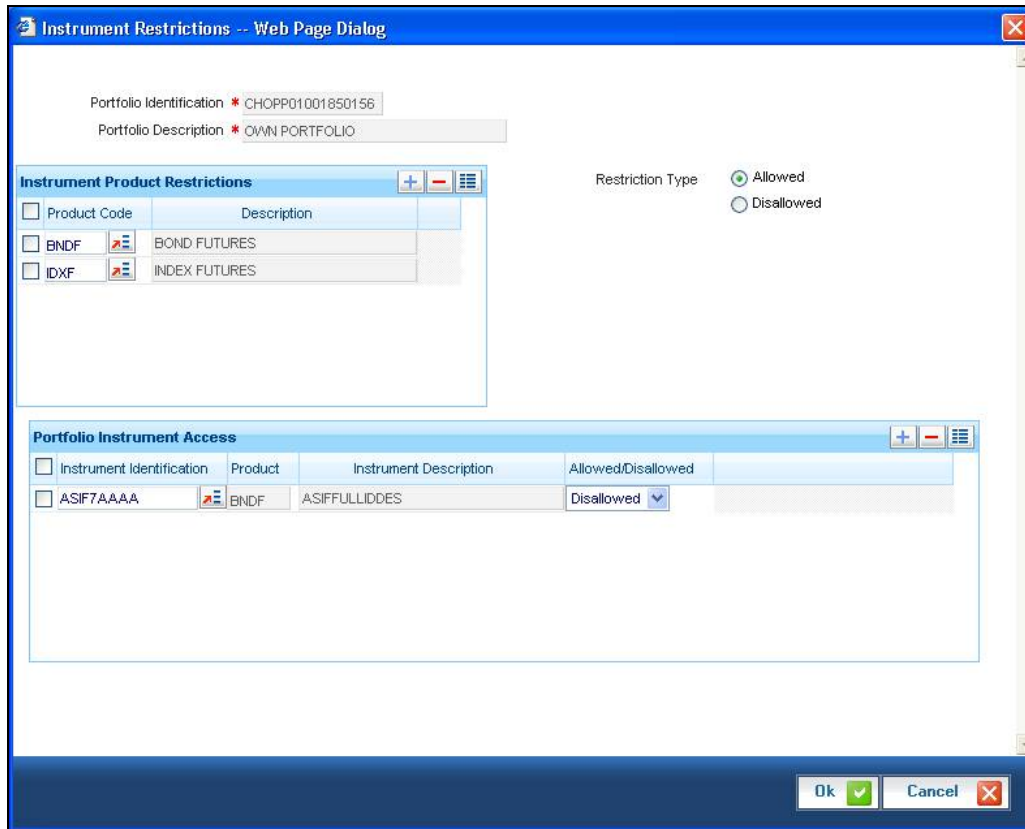 Instrument Restrictions -- Web Page Dialog
Portfolio Identification * CHOPP01001850156
Portfolio Description * OWN PORTFOLIO
Instrument Product Restrictions
Restriction Type
Allowed
Disallowed
Product Code Description
BNDF BOND FUTURES
IDXF INDEX FUTURES
Portfolio Instrument Access
Instrument Identification Product Instrument Description Allowed/Disallowed
ASIF7AAAA BNDF ASIFFULLIDDES Disallowed
Ok Cancel